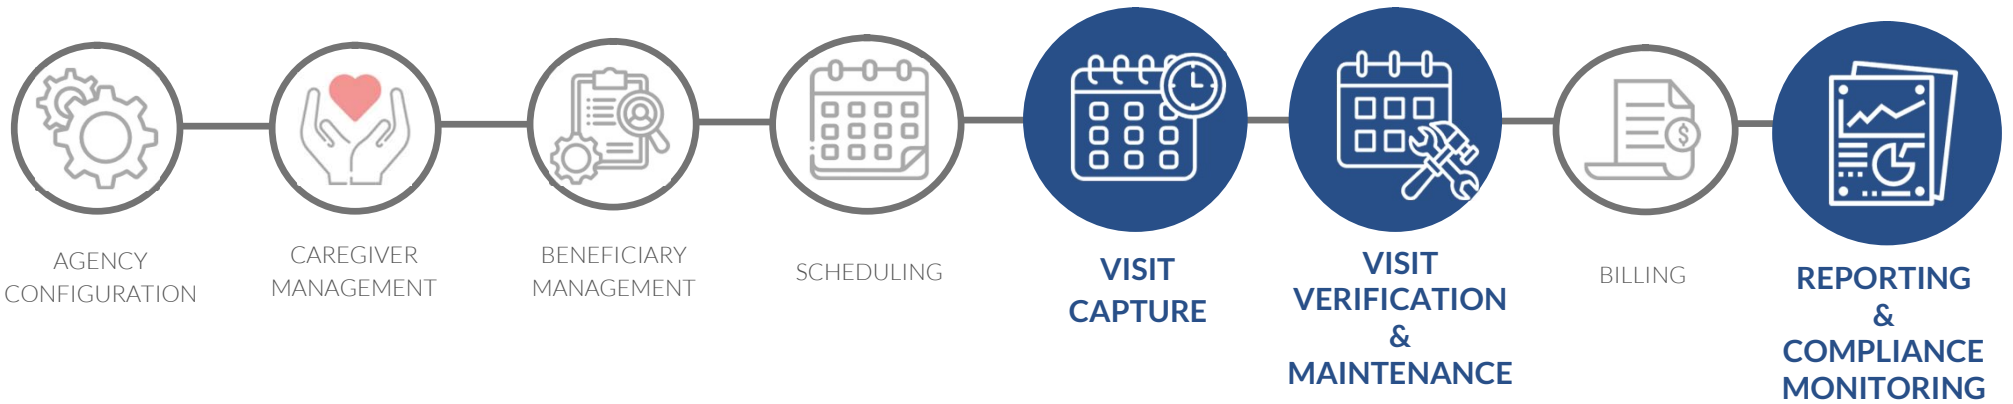 AGENCY
CONFIGURATION
CAREGIVER
MANAGEMENT
BENEFICIARY
MANAGEMENT
SCHEDULING
VISIT
CAPTURE
VISIT
VERIFICATION
&
MAINTENANCE
$
BILLING
REPORTING
&
COMPLIANCE
MONITORING